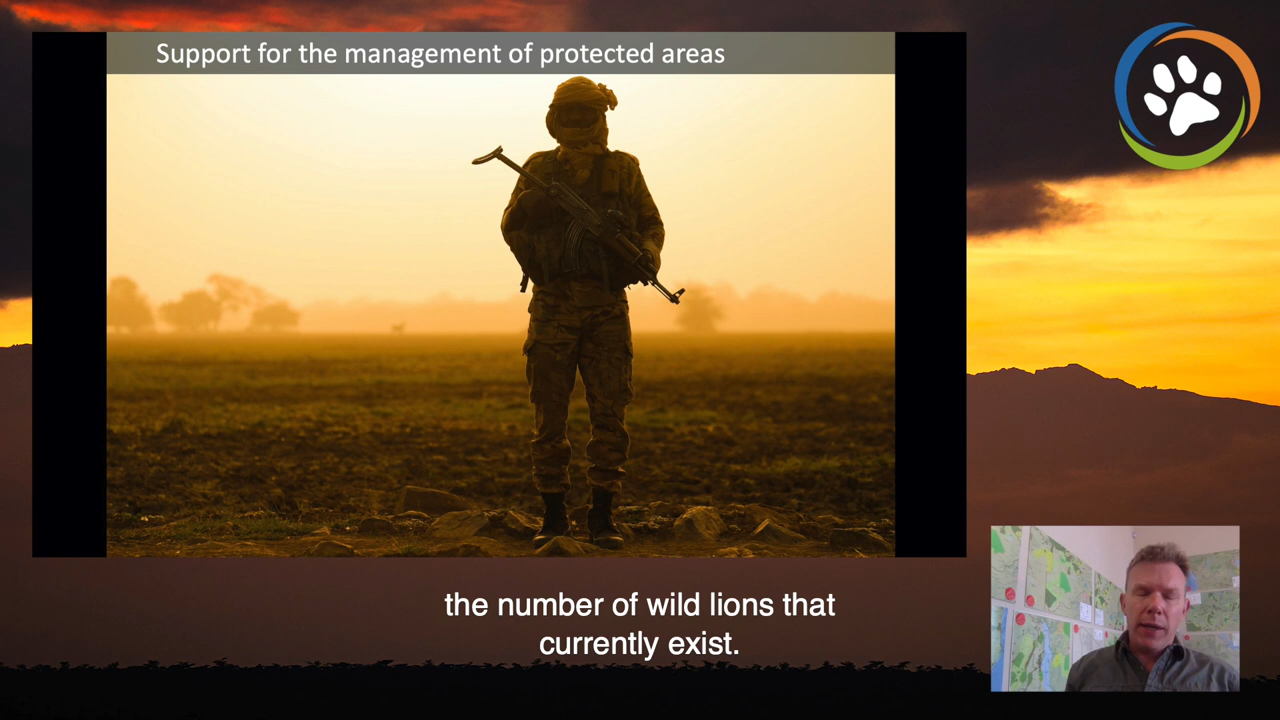 Support for the management of protected areas
the number of wild lions that
currently exist.